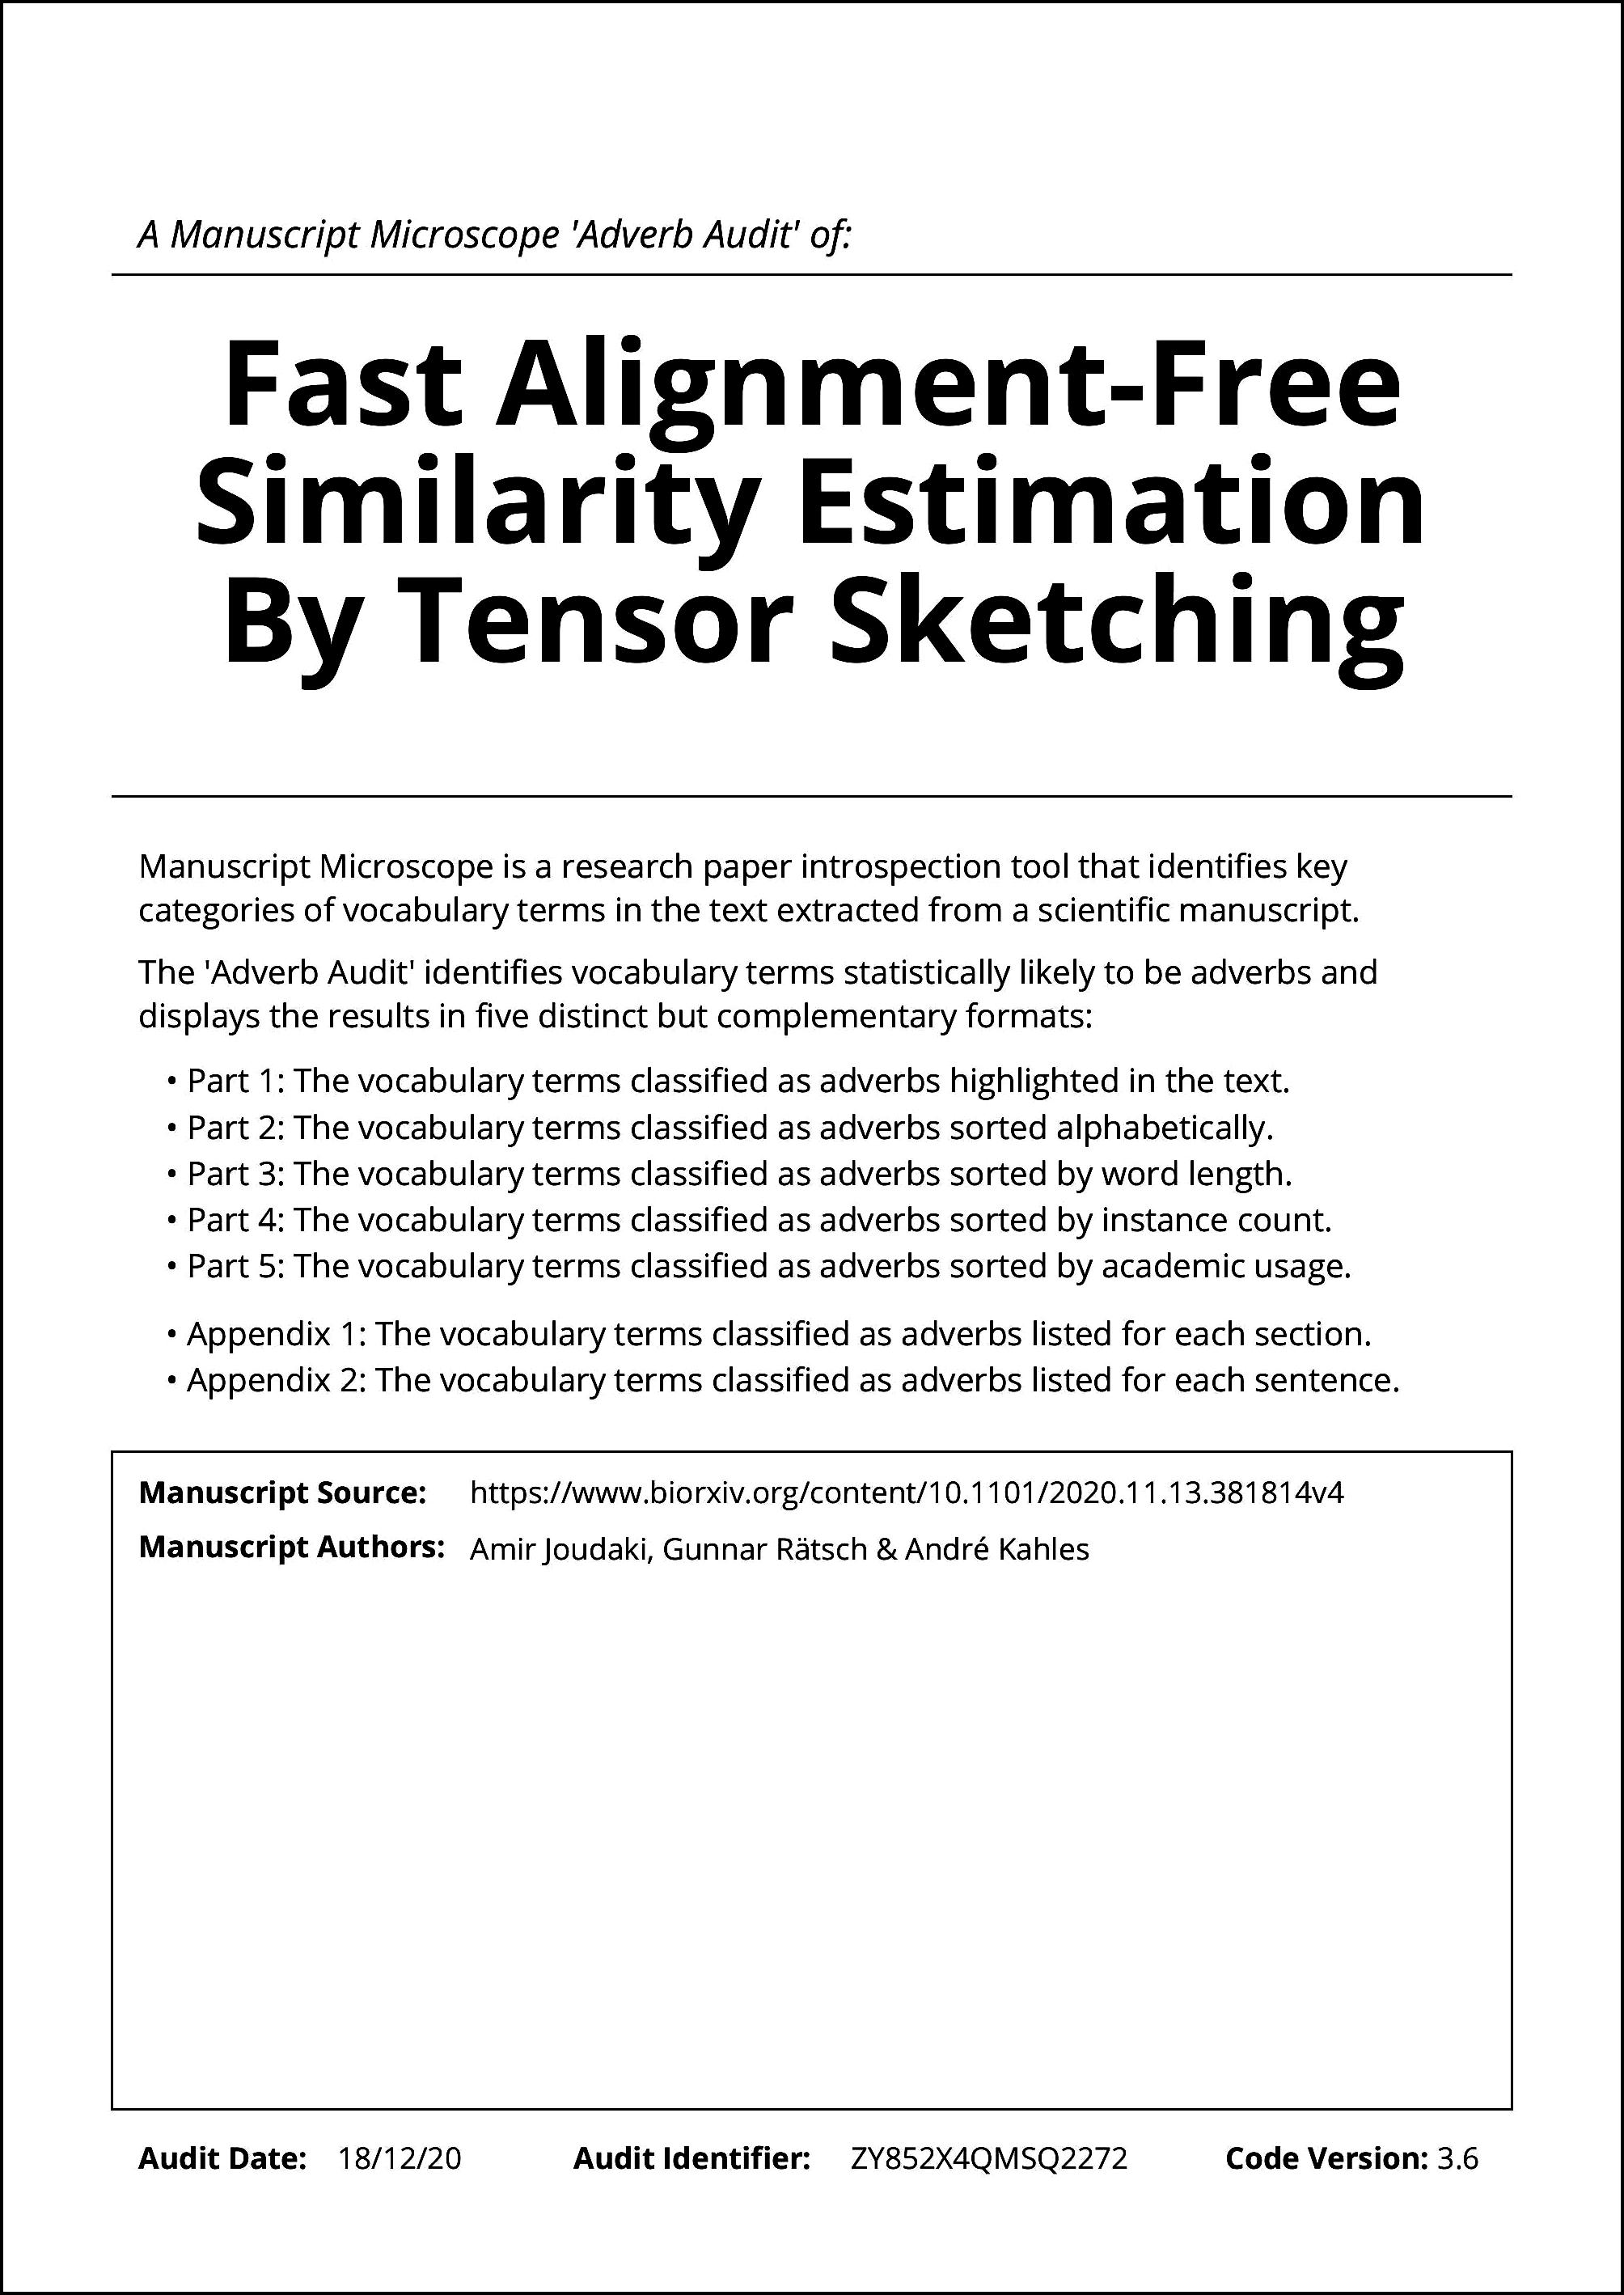 A Manuscript Microscope 'Adverb Audit' of:
Fast Alignment-Free
Similarity Estimation
By Tensor Sketching
Manuscript Microscope is a research paper introspection tool that identifies key
categories of vocabulary terms in the text extracted from a scientific manuscript.
The 'Adverb Audit' identifies vocabulary terms statistically likely to be adverbs and
displays the results in five distinct but complementary formats:
• Part 1: The vocabulary terms classified as adverbs highlighted in the text.
• Part 2: The vocabulary terms classified as adverbs sorted alphabetically.
• Part 3: The vocabulary terms classified as adverbs sorted by word length.
• Part 4: The vocabulary terms classified as adverbs sorted by instance count.
• Part 5: The vocabulary terms classified as adverbs sorted by academic usage.
• Appendix 1: The vocabulary terms classified as adverbs listed for each section.
• Appendix 2: The vocabulary terms classified as adverbs listed for each sentence.
Manuscript Source: https://www.biorxiv.org/content/10.1101/2020.11.13.381814v4
Manuscript Authors: Amir Joudaki, Gunnar Rätsch & André Kahles
Audit Date: 18/12/20 Audit Identifier: ZY852X4QMSQ2272 Code Version: 3.6